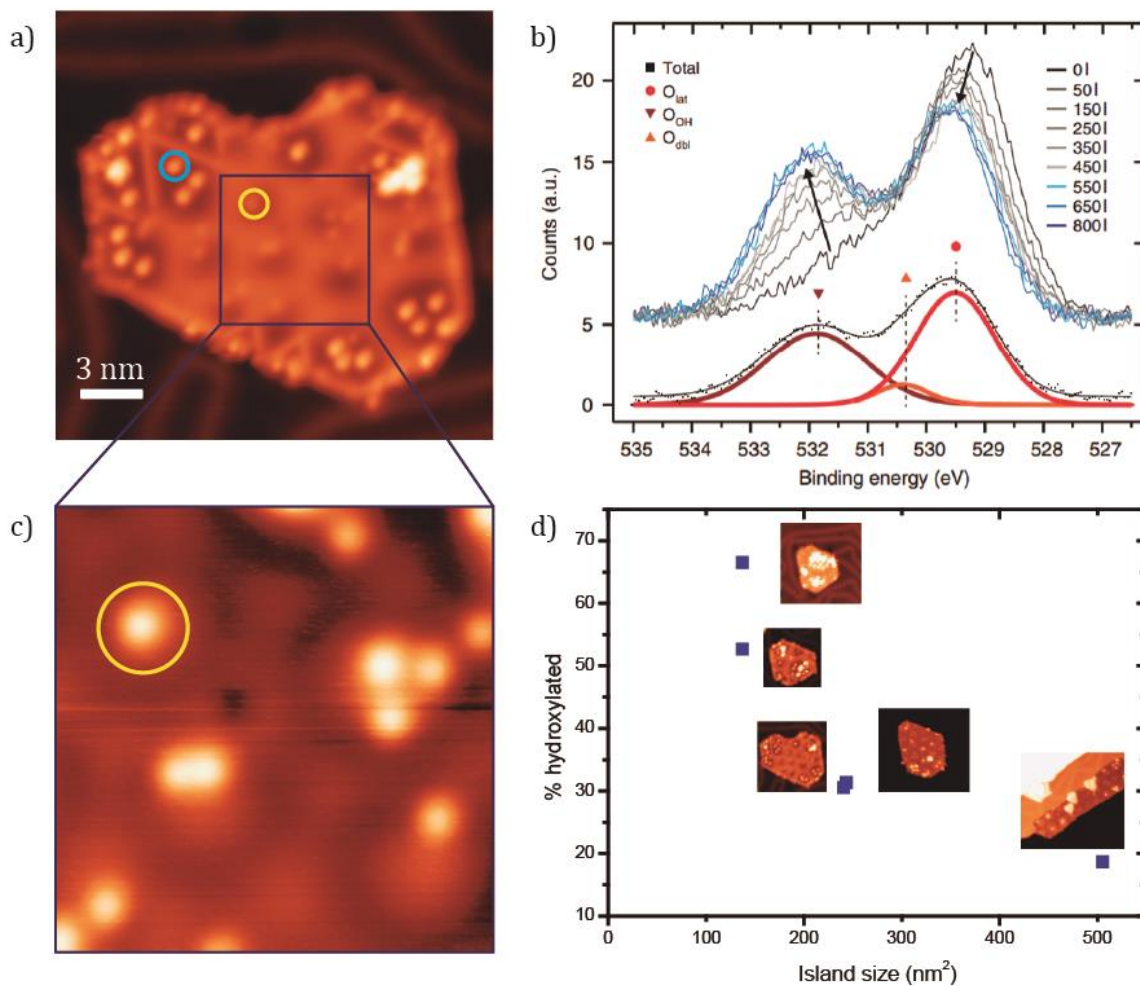 a)
3 nm
b)
Total
O_lat
O_OH
O_dbl
0 l
50 l
150 l
250 l
350 l
450 l
550 l
650 l
800 l
Counts (a.u.)
20
15
10
5
0
535 534 533 532 531 530 529 528 527
Binding energy (eV)
c)
d)
% hydroxylated
70
60
50
40
30
20
10
0 100 200 300 400 500
Island size (nm²)